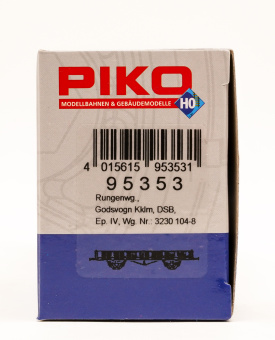 PIKO
MODELLBAHNEN & GEBÄUDEMODELLE
H0
4 015615 953531
95353
Rungenwg.,
Godsvogn Kklm, DSB,
Ep. IV, Wg. Nr.: 3230 104-8